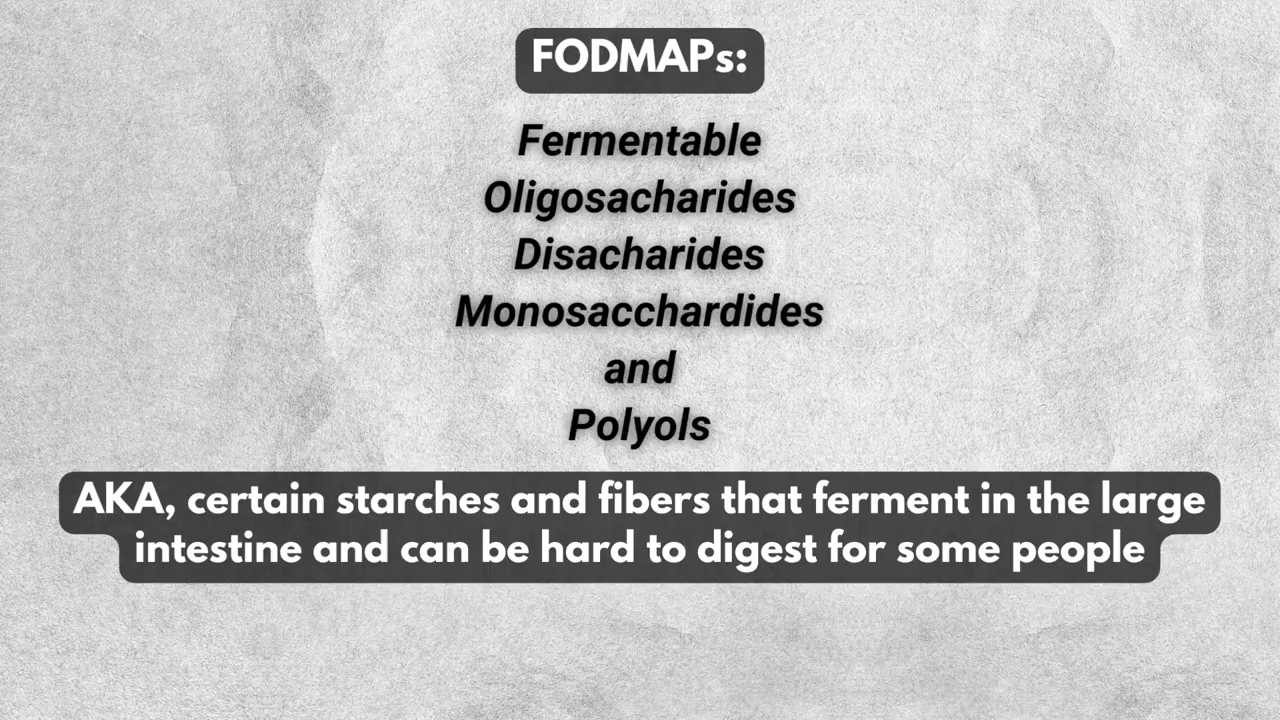 FODMAPs:
Fermentable
Oligosacharides
Disacharides
Monosacchardides
and
Polyols
AKA, certain starches and fibers that ferment in the large
intestine and can be hard to digest for some people